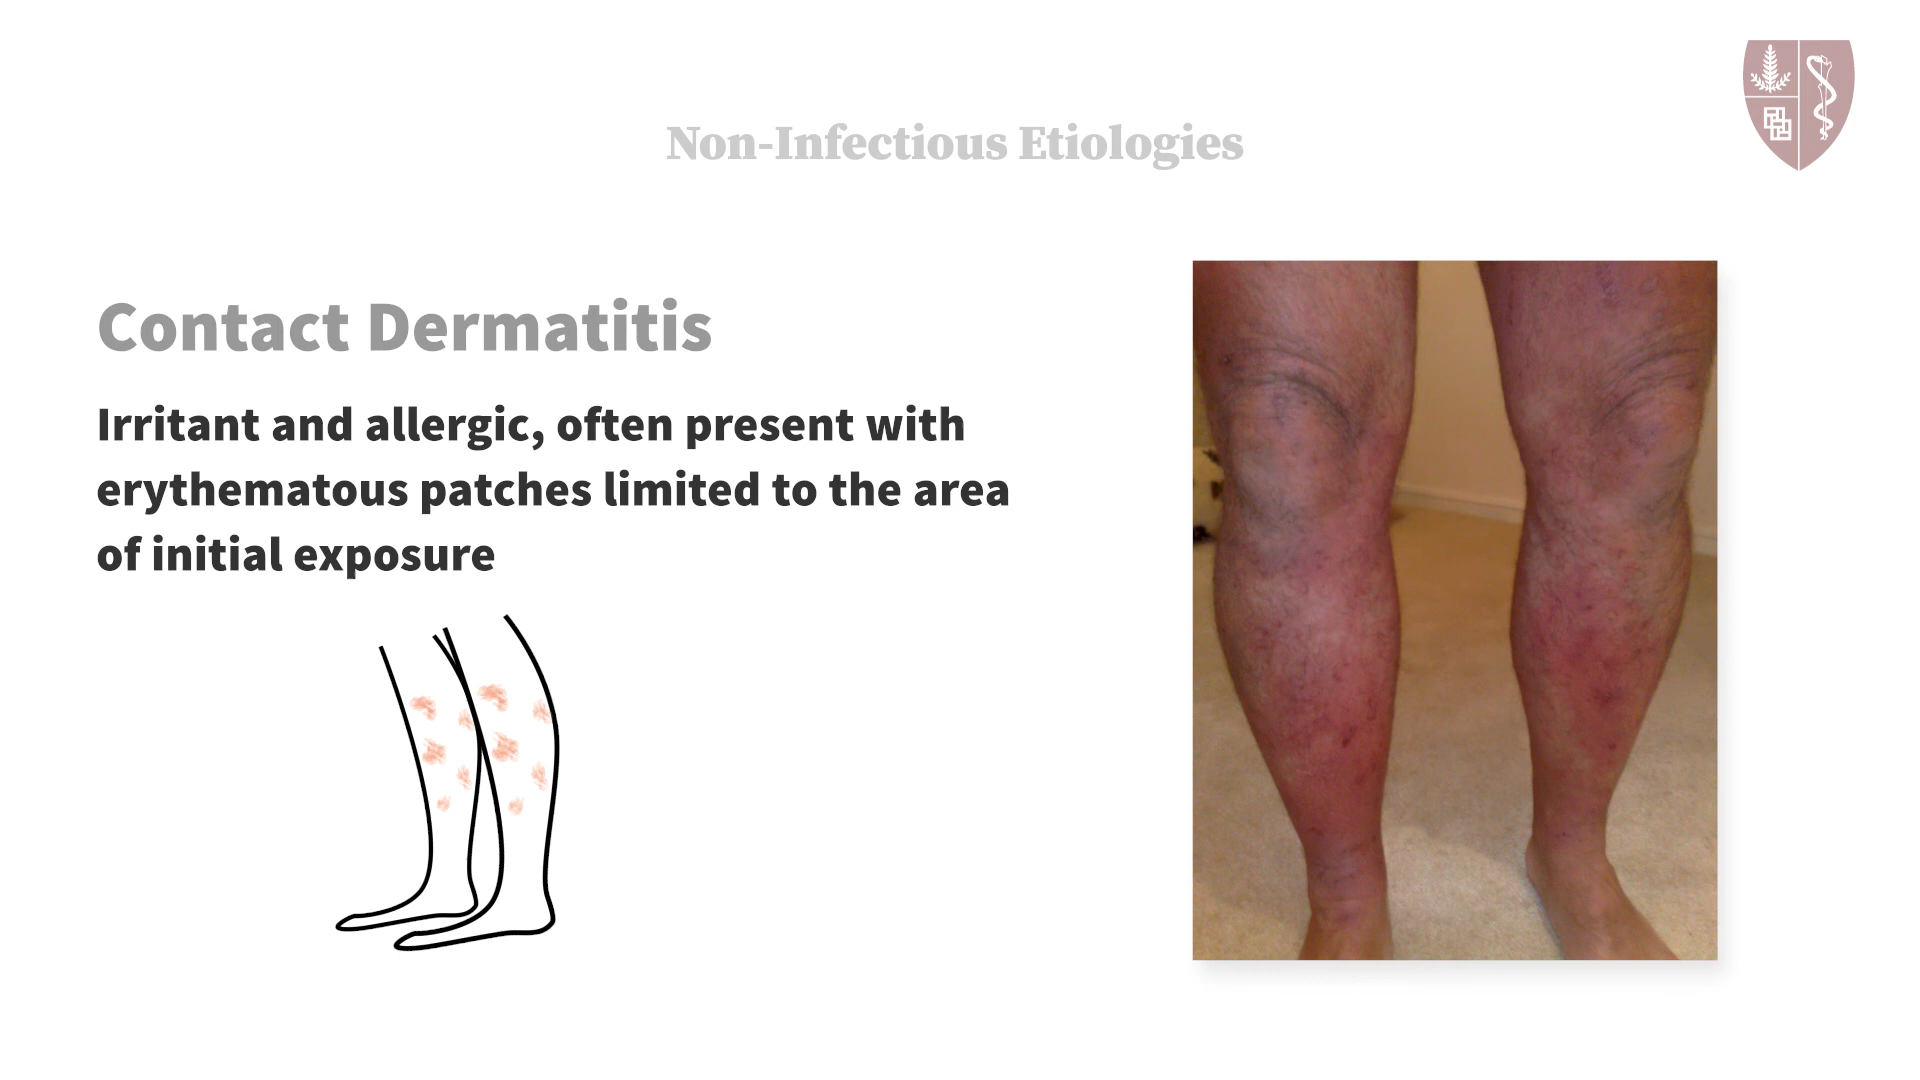 Non-Infectious Etiologies
Contact Dermatitis
Irritant and allergic, often present with
erythematous patches limited to the area
of initial exposure